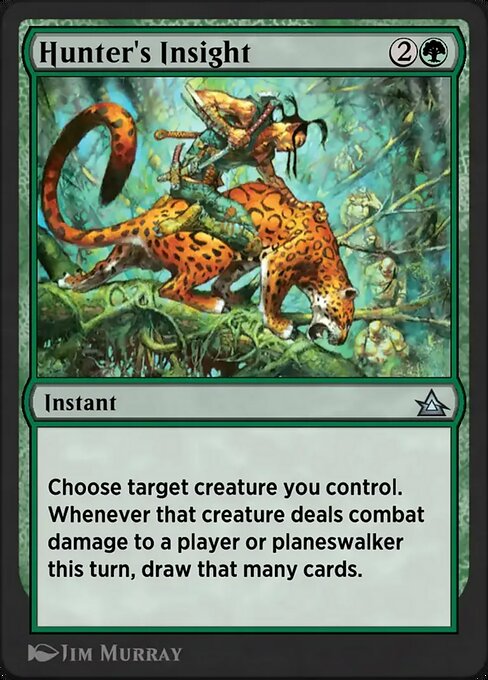 Hunter's Insight 2
Instant
Choose target creature you control.
Whenever that creature deals combat
damage to a player or planeswalker
this turn, draw that many cards.
Jim Murray